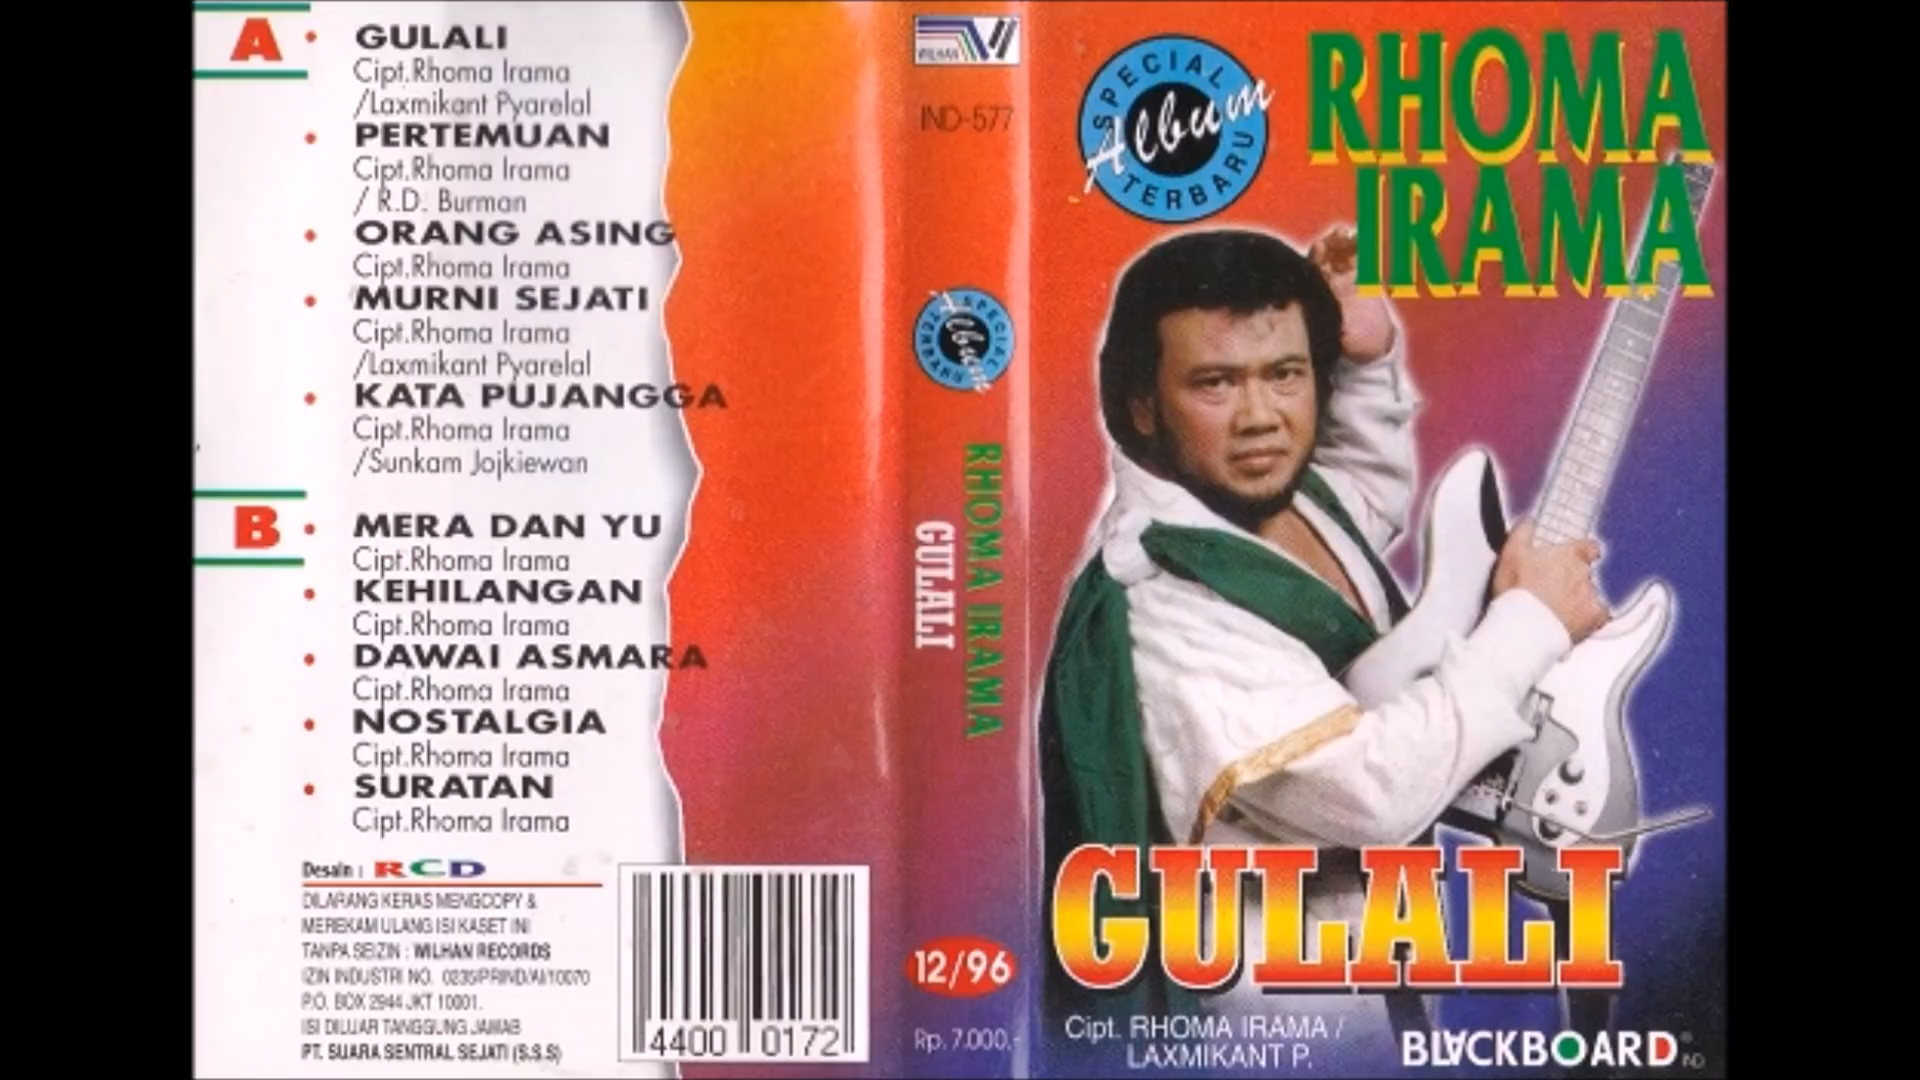 A
GULALI
Cipt.Rhoma Irama
/Laxmikant Pyarelal
PERTEMUAN
Cipt.Rhoma Irama
/ R.D. Burman
ORANG ASING
Cipt.Rhoma Irama
MURNI SEJATI
Cipt.Rhoma Irama
/Laxmikant Pyarelal
KATA PUJANGGA
Cipt.Rhoma Irama
/Sunkam Jojkiewan
B
MERA DAN YU
Cipt.Rhoma Irama
KEHILANGAN
Cipt.Rhoma Irama
DAWAI ASMARA
Cipt.Rhoma Irama
NOSTALGIA
Cipt.Rhoma Irama
SURATAN
Cipt.Rhoma Irama
Desain : RCD
DILARANG KERAS MENGCOPY &
MEREKAM ULANG ISI KASET INI
TANPA SEIZIN : WILHAN RECORDS
IZIN INDUSTRI NO. 0235/PRIND/AI/10070
P.O. BOX 2944 JKT 10001.
ISI DILUAR TANGGUNG JAWAB
PT. SUARA SENTRAL SEJATI (S.S.S)
4400 0172
WILHAN
IND-577
SPECIAL
Album
TERBARU
RHOMA IRAMA
GULALI
12/96
Rp. 7.000,-
SPECIAL
Album
TERBARU
RHOMA
IRAMA
GULALI
Cipt. RHOMA IRAMA /
LAXMIKANT P.
BLACKBOARD
IND